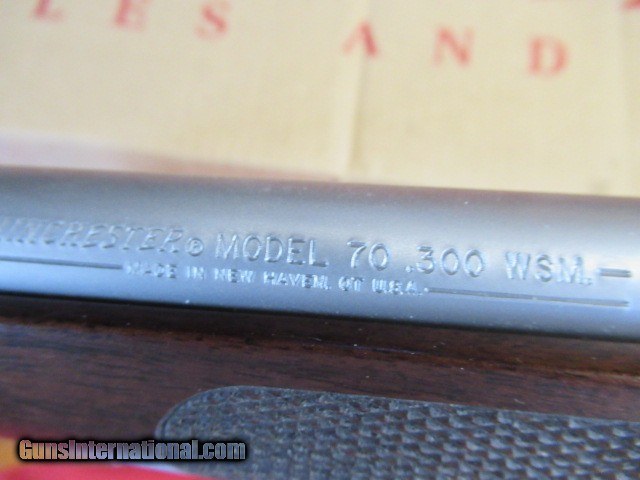 LES AND
WINCHESTER® MODEL 70 .300 WSM.
MADE IN NEW HAVEN. CT U.S.A.
GunsInternational.com